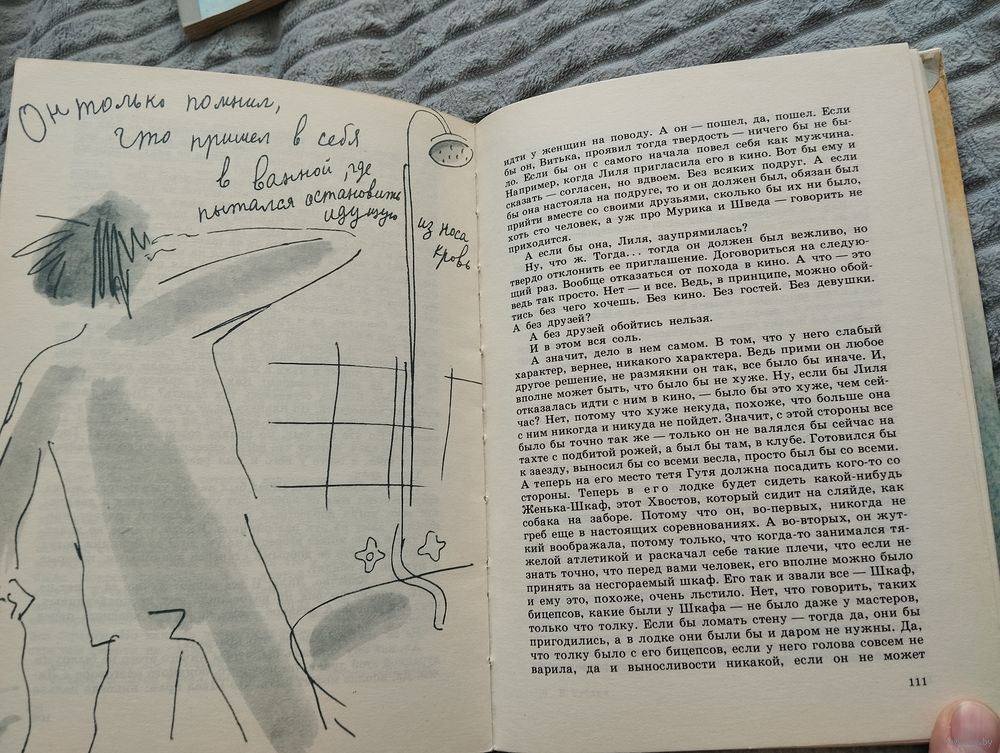 Он только помнил,
что пришел в себя
в ванной, где
пытался остановить
идущую
из носа
кровь
идти у женщин на поводу. А он — пошел, да, пошел. Если
бы он, Витька, проявил тогда твердость — ничего бы не бы-
ло. Если бы он с самого начала повел себя как мужчина.
Например, когда Лиля пригласила его в кино. Вот бы ему и
сказать — согласен, но вдвоем. Без всяких подруг. А если
бы она настояла на подруге, то и он должен был, обязан был
прийти вместе со своими друзьями, сколько бы их ни было,
хоть сто человек, а уж про Мурика и Шведа — говорить не
приходится.
А если бы она, Лиля, заупрямилась?
Ну, что ж. Тогда... тогда он должен был вежливо, но
твердо отклонить ее приглашение. Договориться на следую-
щий раз. Вообще отказаться от похода в кино. А что — это
ведь так просто. Нет — и все. Ведь, в принципе, можно обой-
тись без чего хочешь. Без кино. Без гостей. Без девушки.
А без друзей?
А без друзей обойтись нельзя.
И в этом вся соль.
А значит, дело в нем самом. В том, что у него слабый
характер, вернее, никакого характера. Ведь прими он любое
другое решение, не размякни он так, все было бы иначе. И,
вполне может быть, что было бы не хуже. Ну, если бы Лиля
отказалась идти с ним в кино, — было бы это хуже, чем сей-
час? Нет, потому что хуже некуда, похоже, что больше она
с ним никогда и никуда не пойдет. Значит, с этой стороны все
было бы точно так же — только он не валялся бы сейчас на
тахте с подбитой рожей, а был бы там, в клубе. Готовился бы
к заезду, выносил бы со всеми весла, просто был бы со всеми.
А теперь на его место тетя Гутя должна посадить кого-то со
стороны. Теперь в его лодке будет сидеть какой-нибудь
Женька-Шкаф, этот Хвостов, который сидит на слайде, как
собака на заборе. Потому что он, во-первых, никогда не
греб еще в настоящих соревнованиях. А во-вторых, он жут-
кий воображала, потому только, что когда-то занимался тя-
желой атлетикой и раскачал себе такие плечи, что если не
знать точно, что перед вами человек, его вполне можно было
принять за несгораемый шкаф. Его так и звали все — Шкаф,
и ему это, похоже, очень льстило. Нет, что говорить, таких
бицепсов, какие были у Шкафа — не было даже у мастеров,
только что толку. Если бы ломать стену — тогда да, они бы
пригодились, а в лодке они были бы и даром не нужны. Да,
что толку было с его бицепсов, если у него голова совсем не
варила, да и выносливости никакой, если он не может
111